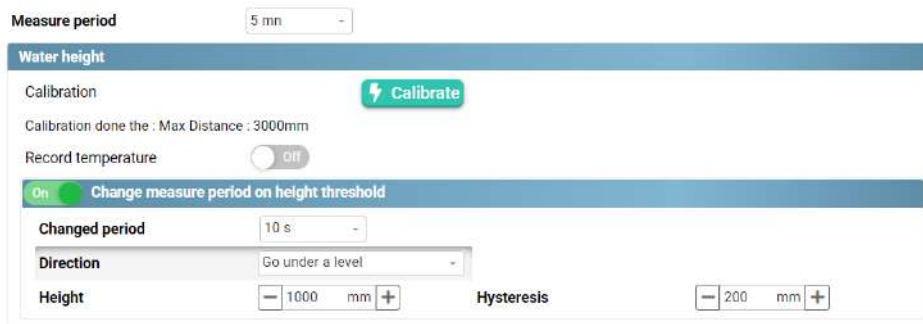 Measure period 5 mn
Water height
Calibration Calibrate
Calibration done the : Max Distance : 3000mm
Record temperature Off
On Change measure period on height threshold
Changed period 10 s
Direction Go under a level
Height 1000 mm Hysteresis 200 mm